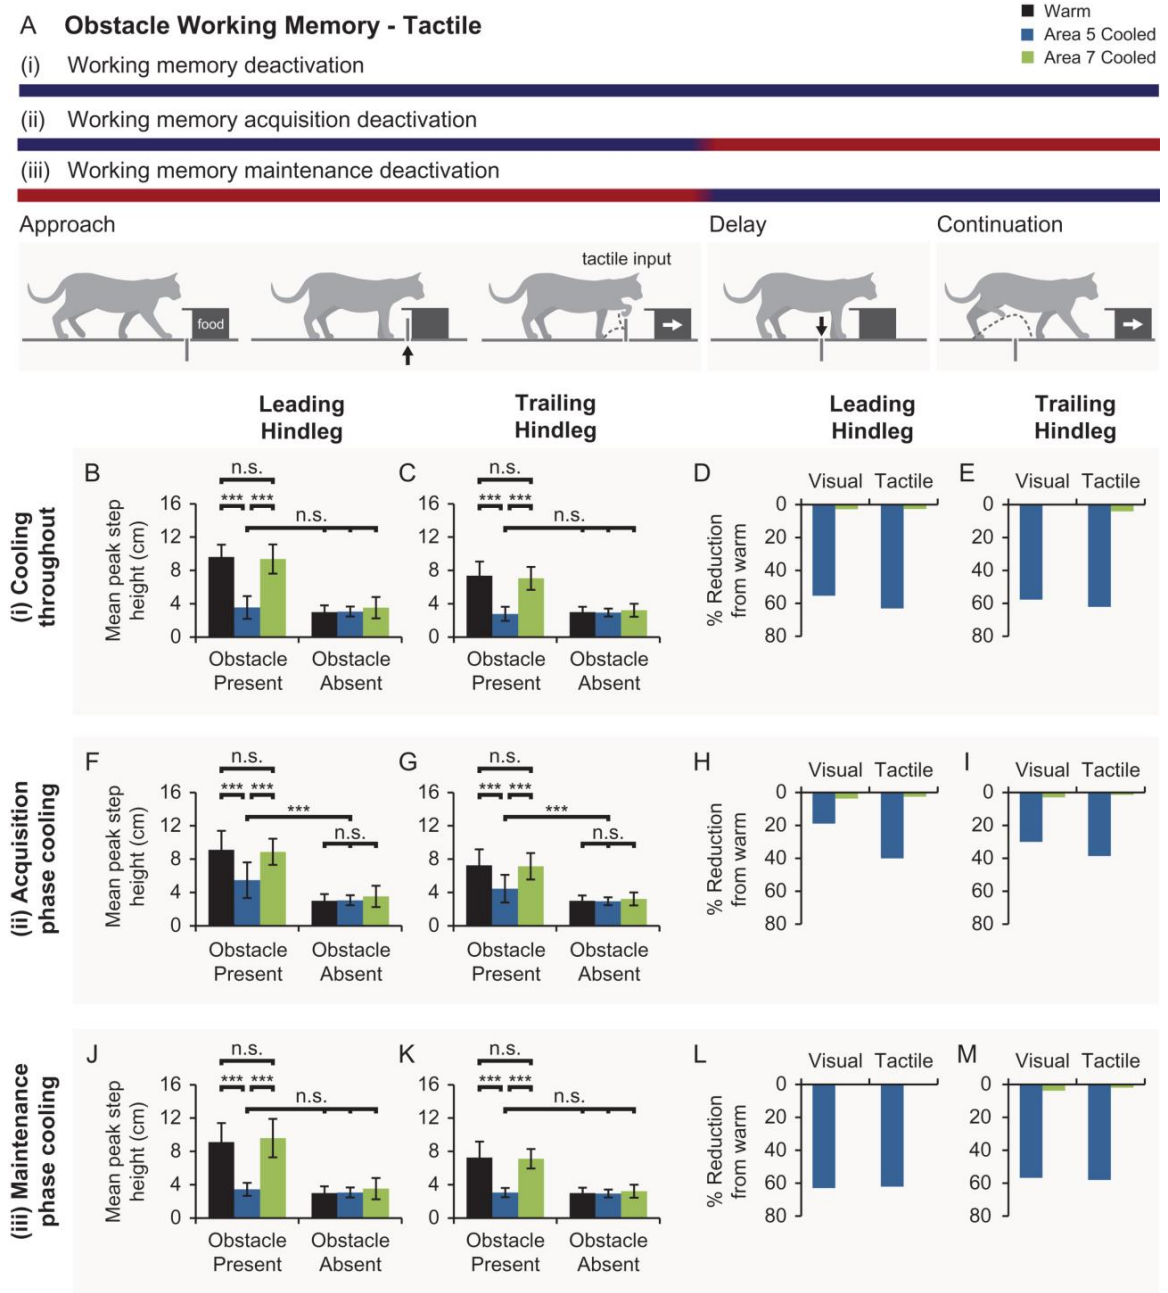 A Obstacle Working Memory - Tactile
Warm
Area 5 Cooled
Area 7 Cooled
(i) Working memory deactivation
(ii) Working memory acquisition deactivation
(iii) Working memory maintenance deactivation
Approach
Delay
Continuation
food
tactile input
Leading
Hindleg
Trailing
Hindleg
Leading
Hindleg
Trailing
Hindleg
(i) Cooling
throughout
B
n.s.
*** ***
n.s.
Mean peak step
height (cm)
16
12
8
4
0
Obstacle
Present
Obstacle
Absent
C
n.s.
*** ***
n.s.
16
12
8
4
0
Obstacle
Present
Obstacle
Absent
D
Visual Tactile
% Reduction
from warm
0
20
40
60
80
E
Visual Tactile
0
20
40
60
80
(ii) Acquisition
phase cooling
F
n.s.
*** ***
***
n.s.
Mean peak step
height (cm)
16
12
8
4
0
Obstacle
Present
Obstacle
Absent
G
n.s.
*** ***
***
n.s.
16
12
8
4
0
Obstacle
Present
Obstacle
Absent
H
Visual Tactile
% Reduction
from warm
0
20
40
60
80
I
Visual Tactile
0
20
40
60
80
(iii) Maintenance
phase cooling
J
n.s.
*** ***
n.s.
Mean peak step
height (cm)
16
12
8
4
0
Obstacle
Present
Obstacle
Absent
K
n.s.
*** ***
n.s.
16
12
8
4
0
Obstacle
Present
Obstacle
Absent
L
Visual Tactile
% Reduction
from warm
0
20
40
60
80
M
Visual Tactile
0
20
40
60
80